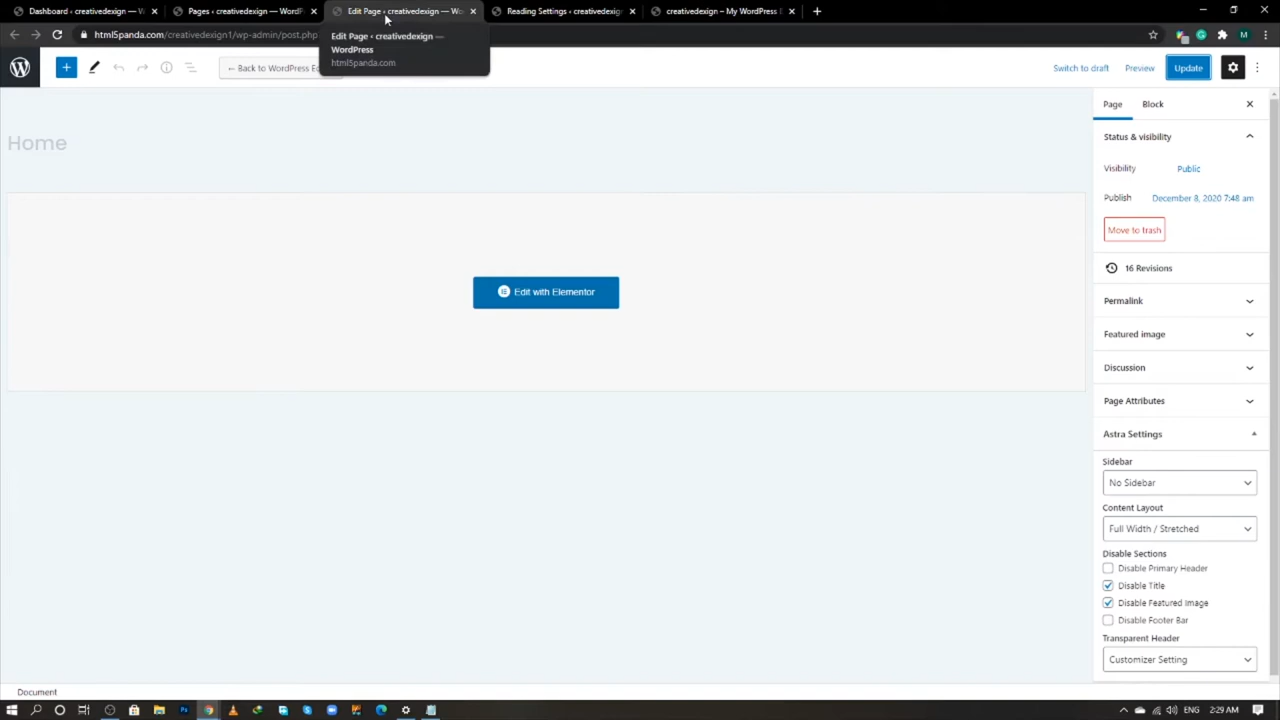 Dashboard ‹ creativedexign — W
Pages ‹ creativedexign — WordPr
Edit Page ‹ creativedexign — Wo
Reading Settings ‹ creativedexign
creativedexign – My WordPress B
html5panda.com/creativedexign1/wp-admin/post.php
M
Edit Page ‹ creativedexign —
WordPress
html5panda.com
← Back to WordPress Ed
Switch to draft
Preview
Update
Home
Edit with Elementor
Page
Block
Status & visibility
Visibility
Public
Publish
December 8, 2020 7:48 am
Move to trash
16 Revisions
Permalink
Featured image
Discussion
Page Attributes
Astra Settings
Sidebar
No Sidebar
Content Layout
Full Width / Stretched
Disable Sections
Disable Primary Header
Disable Title
Disable Featured Image
Disable Footer Bar
Transparent Header
Customizer Setting
Document
ENG
2:29 AM